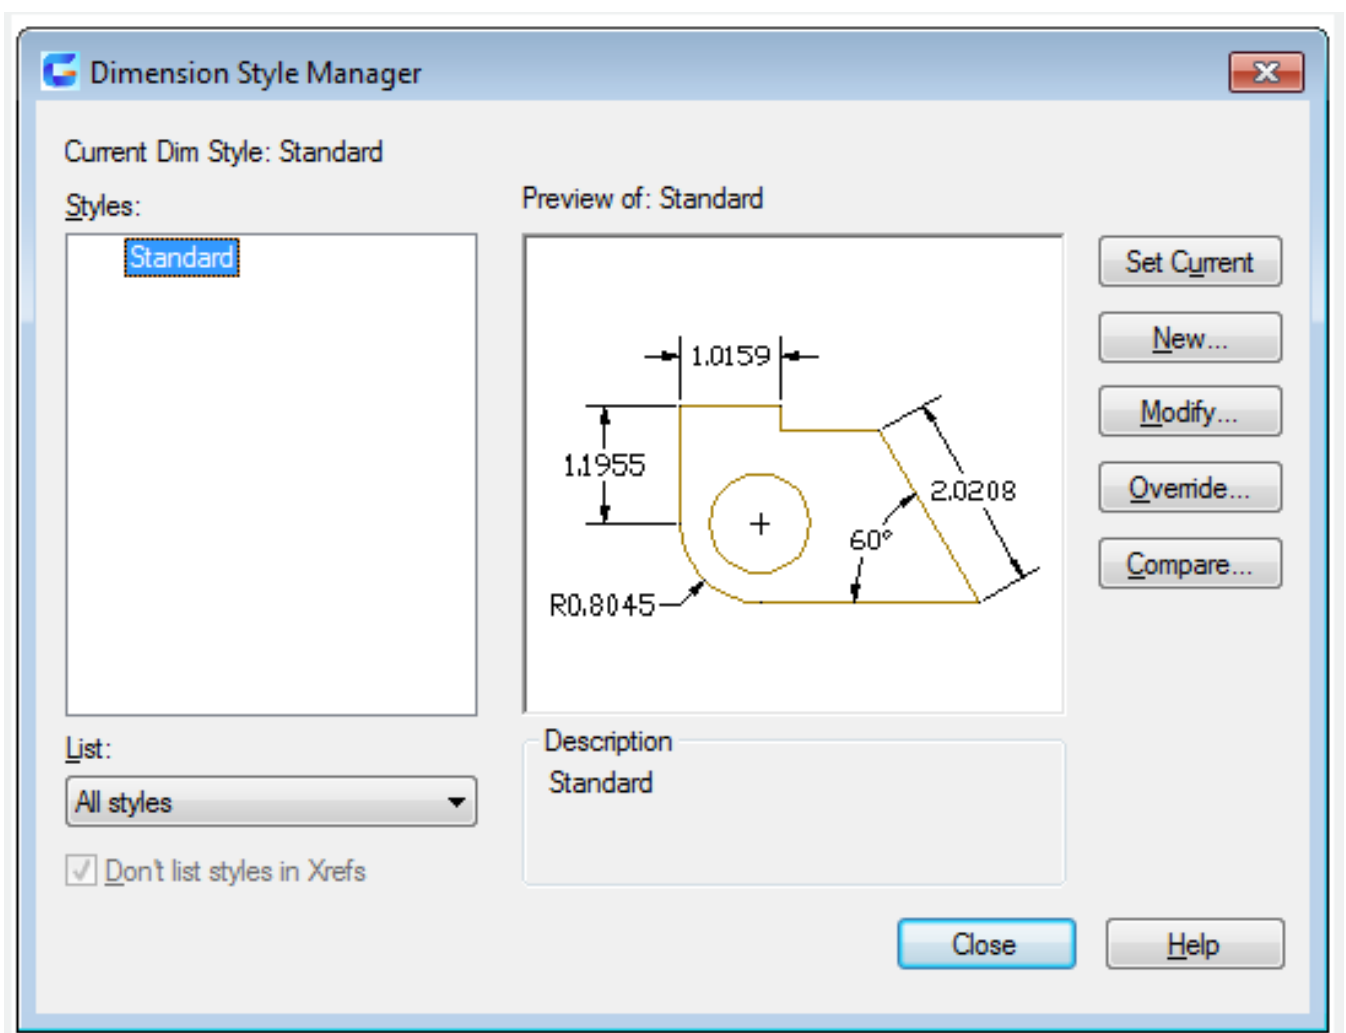 Dimension Style Manager
Current Dim Style: Standard
Styles:
Standard
Preview of: Standard
1.0159
1.1955
2.0208
60°
R0.8045
Set Current
New...
Modify...
Override...
Compare...
List:
All styles
Don't list styles in Xrefs
Description
Standard
Close
Help